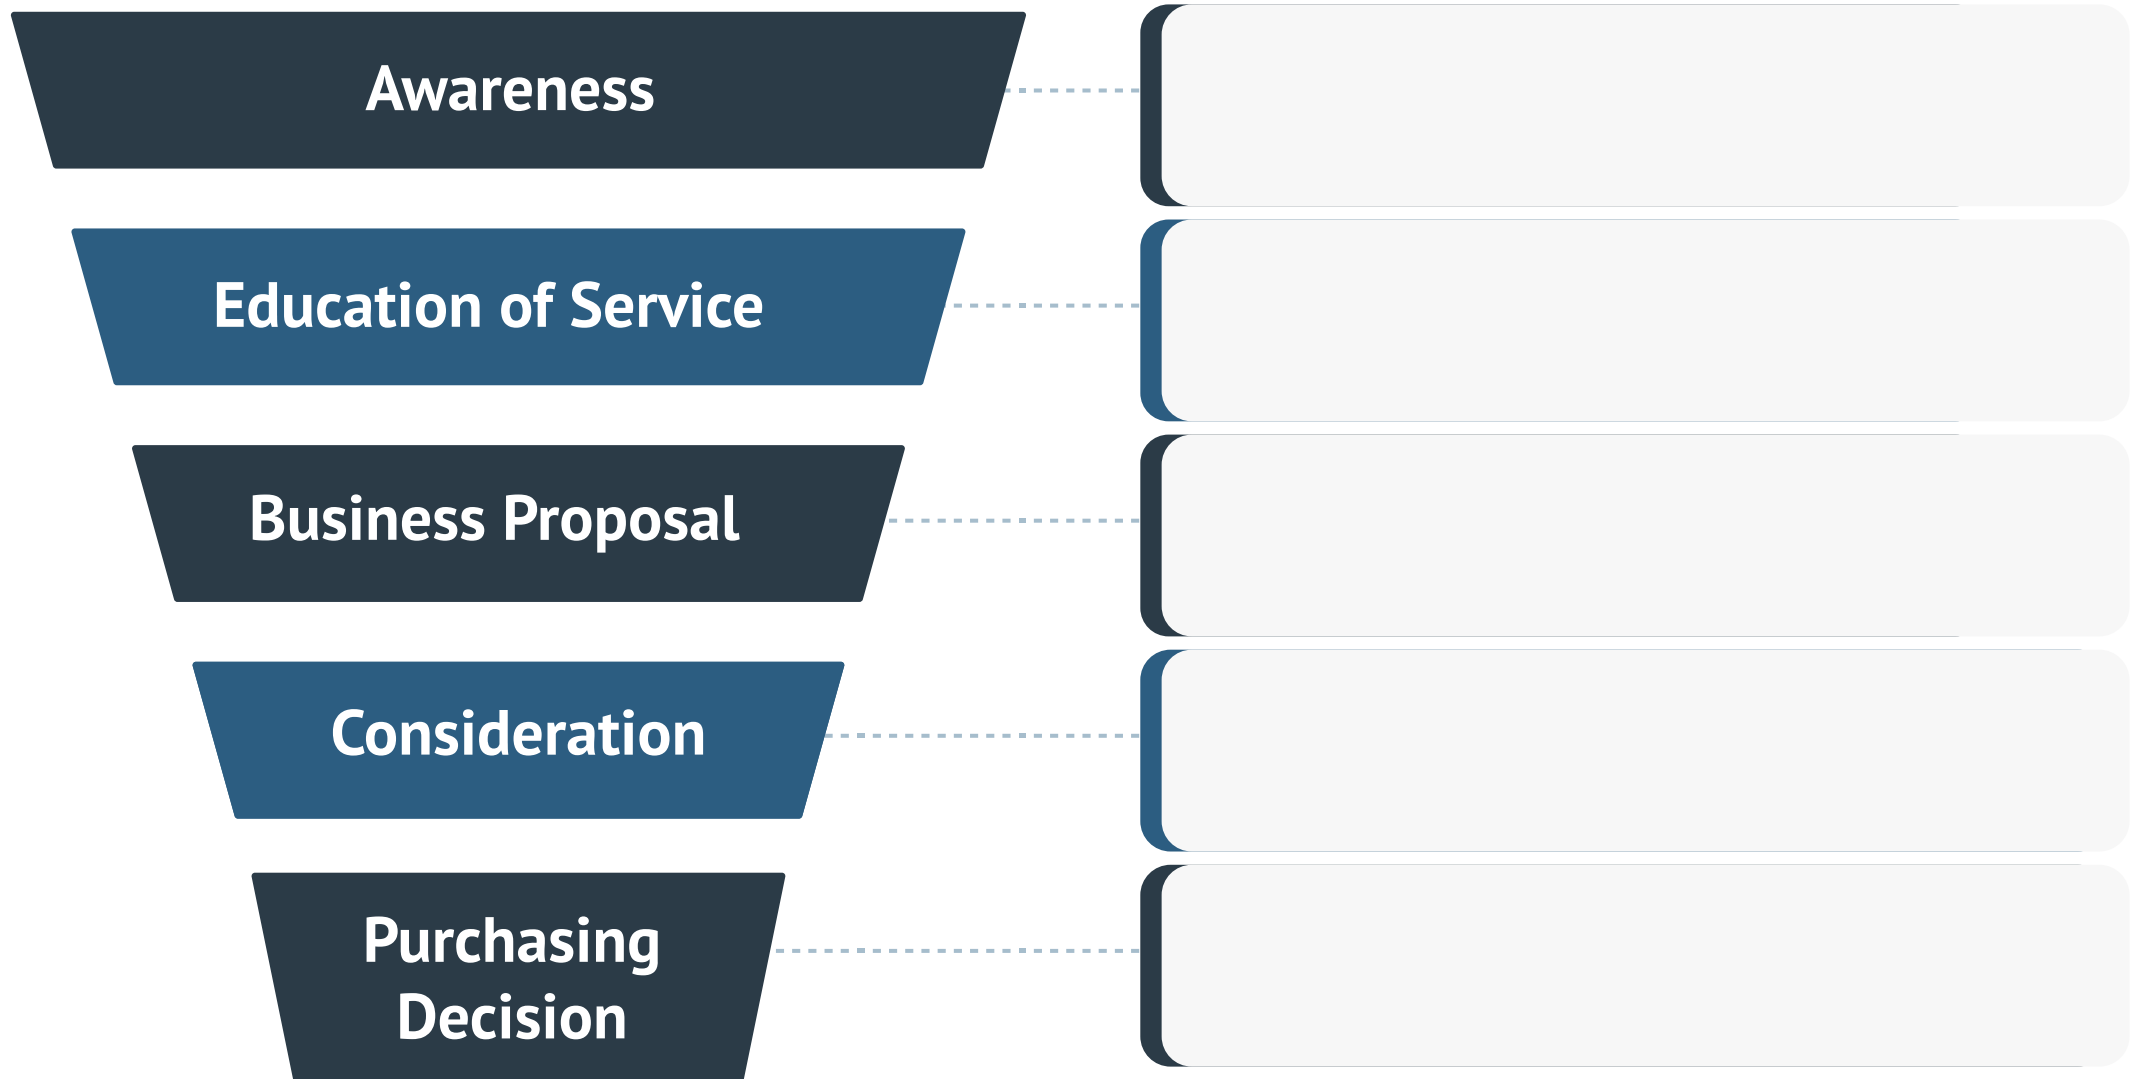 Awareness
Education of Service
Business Proposal
Consideration
Purchasing
Decision